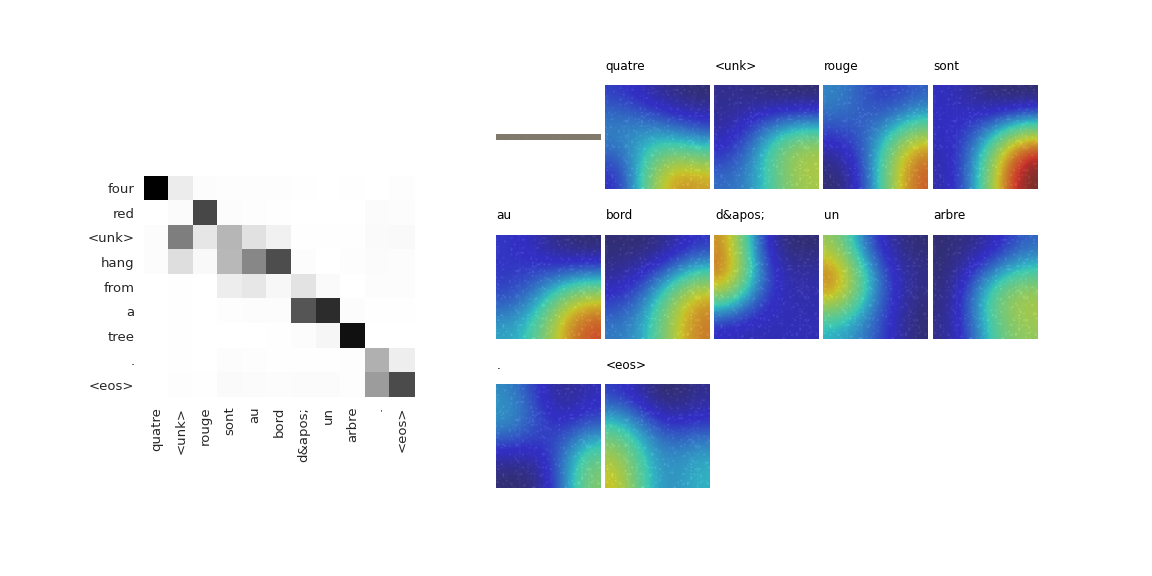 four
red
<unk>
hang
from
a
tree
.
<eos>
quatre <unk> rouge sont au bord d&apos; un arbre . <eos>
quatre <unk> rouge sont
au bord d&apos; un arbre
. <eos>